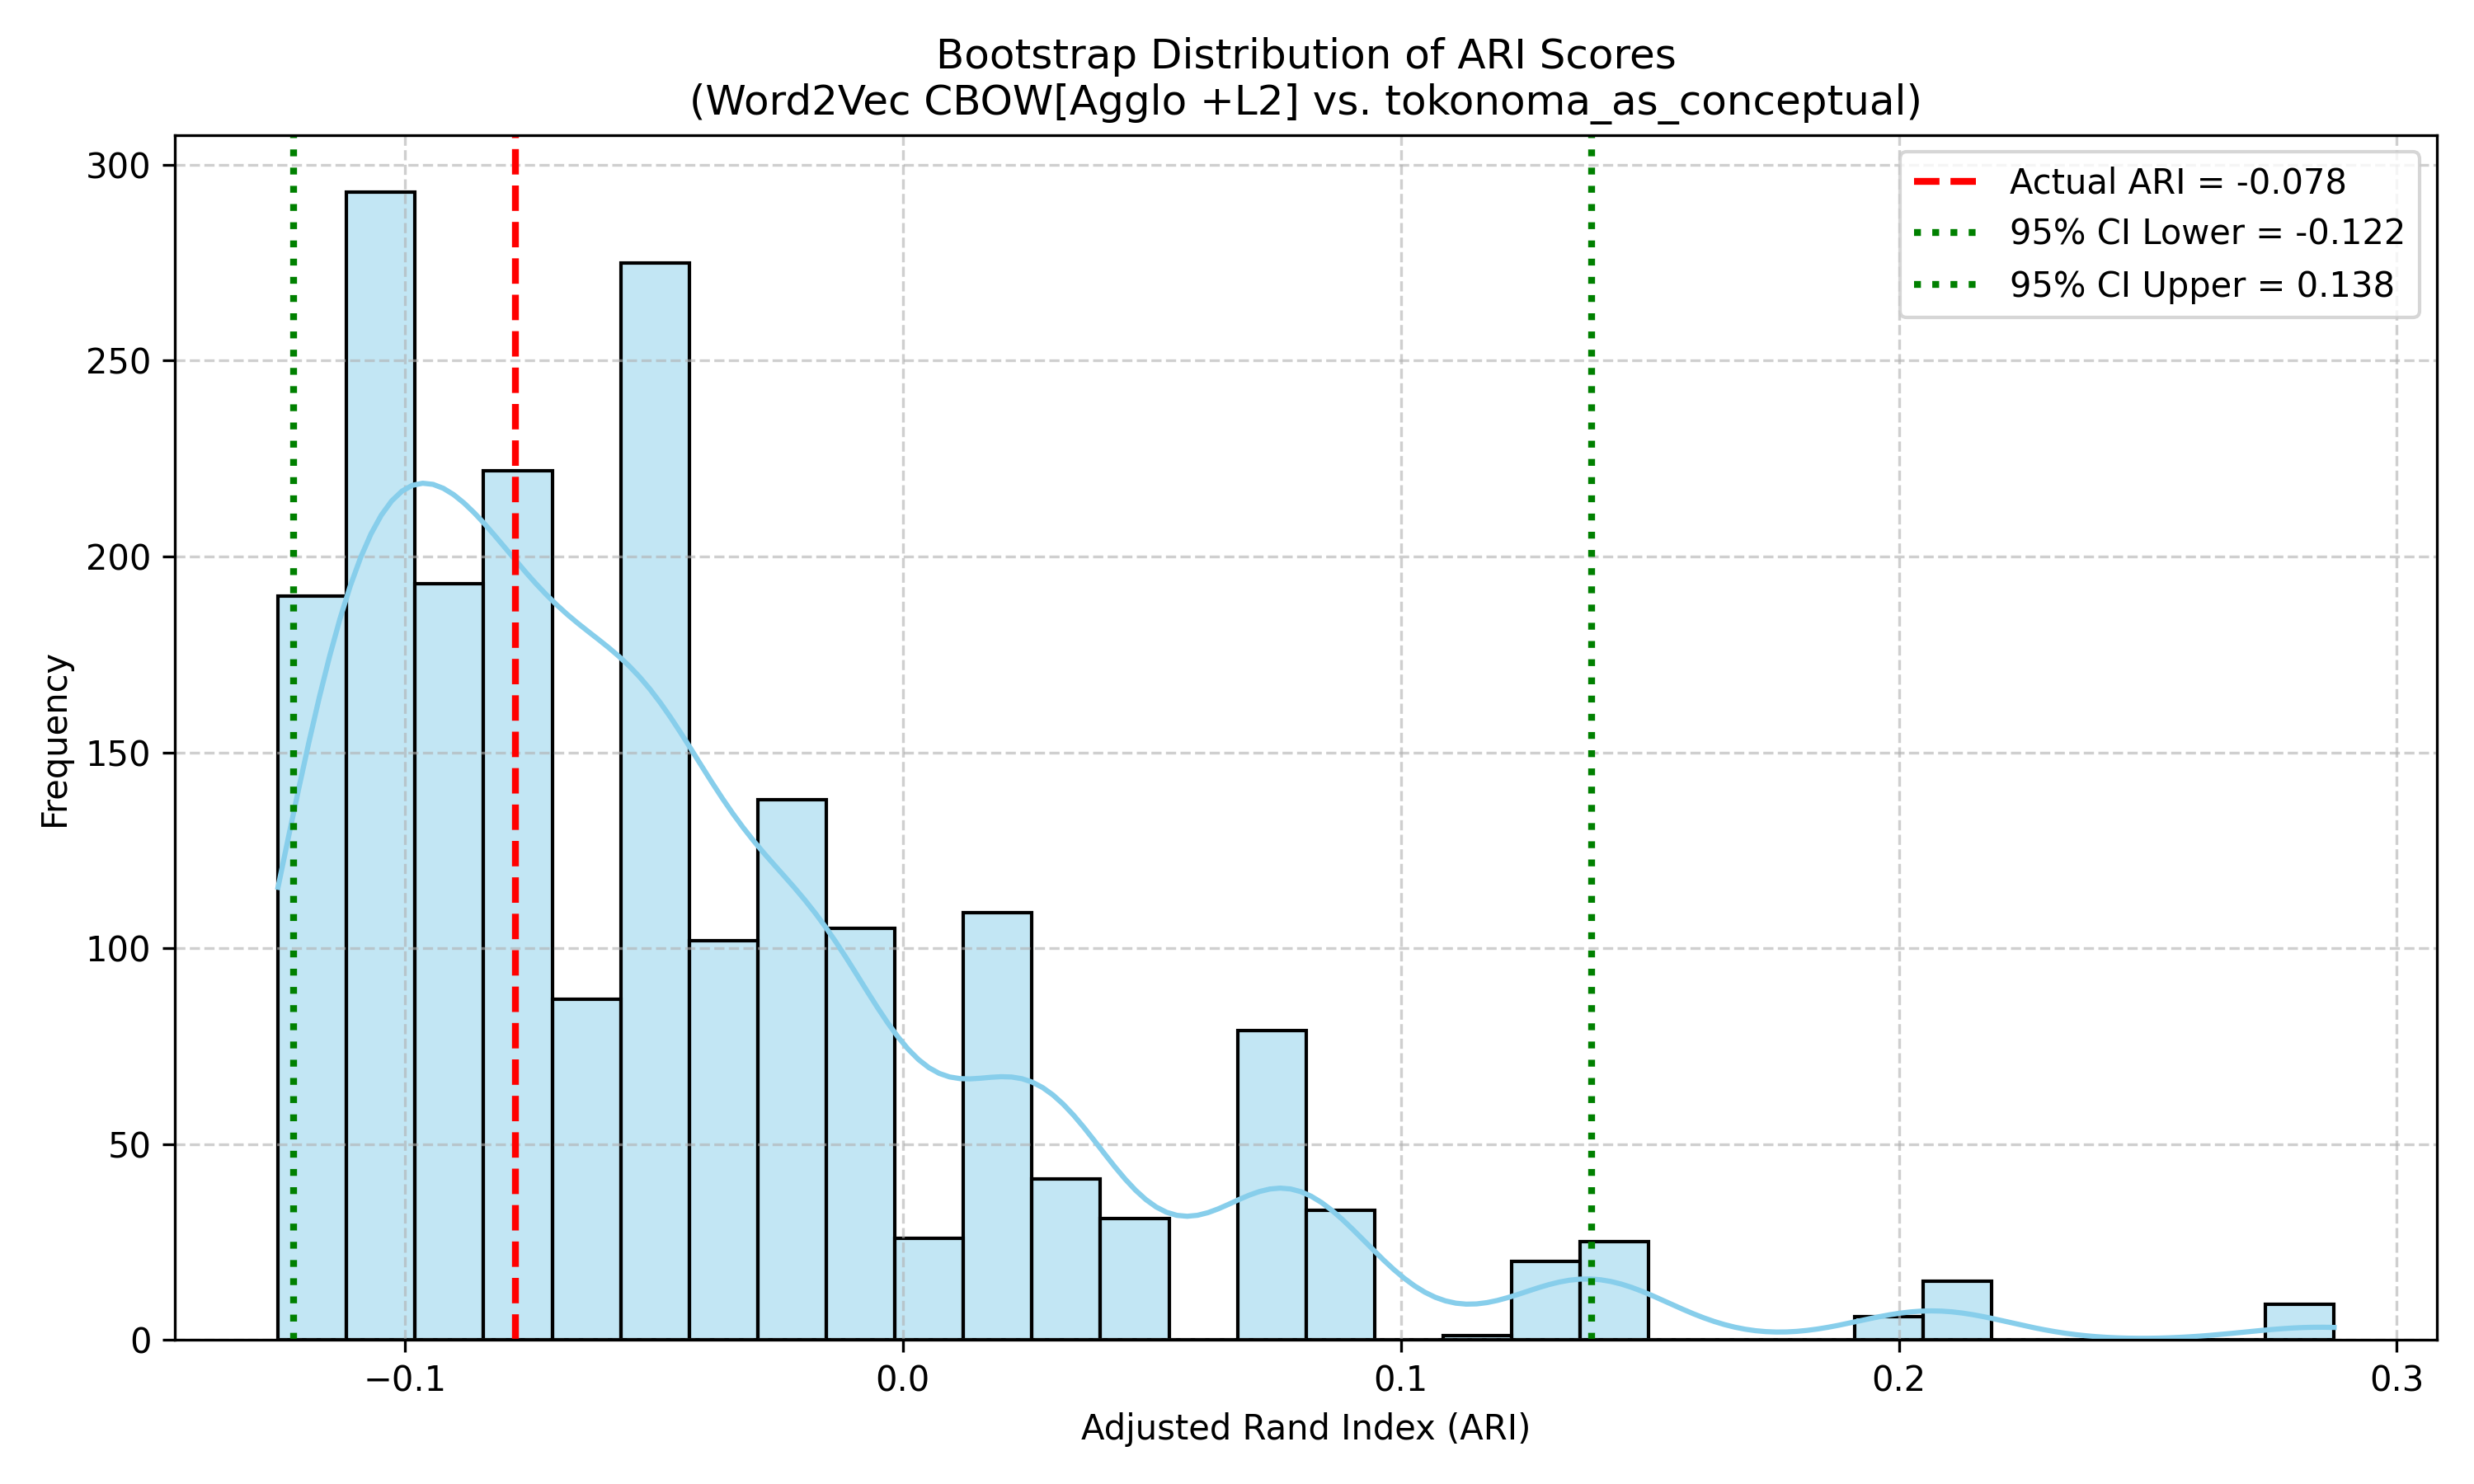 Bootstrap Distribution of ARI Scores
(Word2Vec CBOW[Agglo +L2] vs. tokonoma_as_conceptual)
Actual ARI = -0.078
95% CI Lower = -0.122
95% CI Upper = 0.138
300
250
200
150
100
50
0
Frequency
−0.1
0.0
0.1
0.2
0.3
Adjusted Rand Index (ARI)